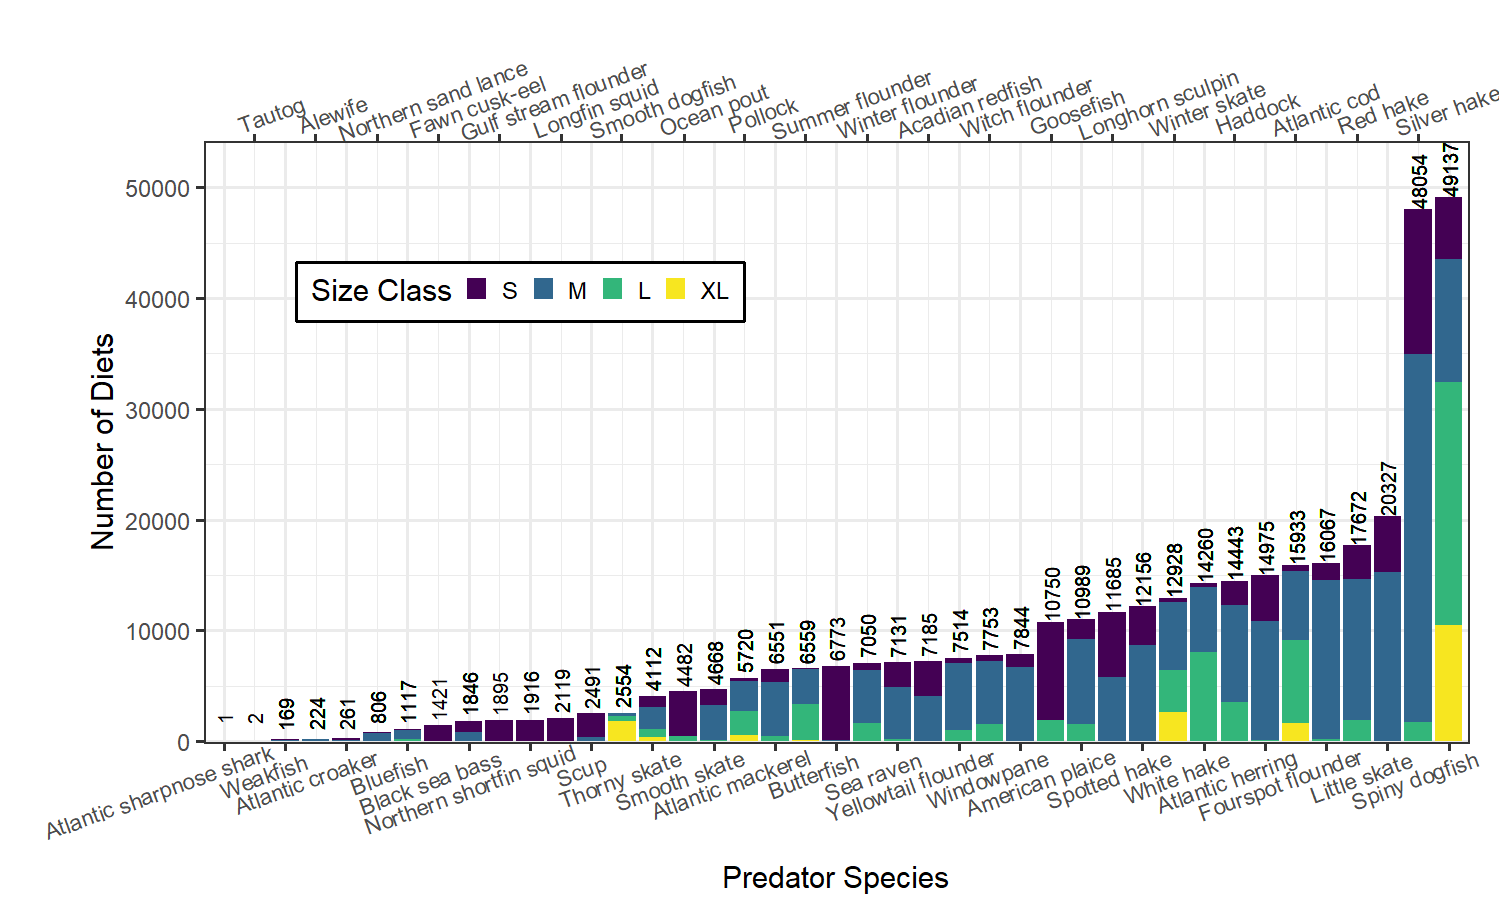 Tautog
Alewife
Northern sand lance
Fawn cusk-eel
Gulf stream flounder
Longfin squid
Smooth dogfish
Ocean pout
Pollock
Summer flounder
Winter flounder
Acadian redfish
Witch flounder
Goosefish
Longhorn sculpin
Winter skate
Haddock
Atlantic cod
Red hake
Silver hake
Number of Diets
50000
40000
30000
20000
10000
0
Size Class S M L XL
1
2
169
224
261
806
1117
1421
1846
1895
1916
2119
2491
2554
4112
4482
4668
5720
6551
6559
6773
7050
7131
7185
7514
7753
7844
10750
10989
11685
12156
12928
14260
14443
14975
15933
16067
17672
20327
48054
49137
Atlantic sharpnose shark
Weakfish
Atlantic croaker
Bluefish
Black sea bass
Northern shortfin squid
Scup
Thorny skate
Smooth skate
Atlantic mackerel
Butterfish
Sea raven
Yellowtail flounder
Windowpane
American plaice
Spotted hake
White hake
Atlantic herring
Fourspot flounder
Little skate
Spiny dogfish
Predator Species